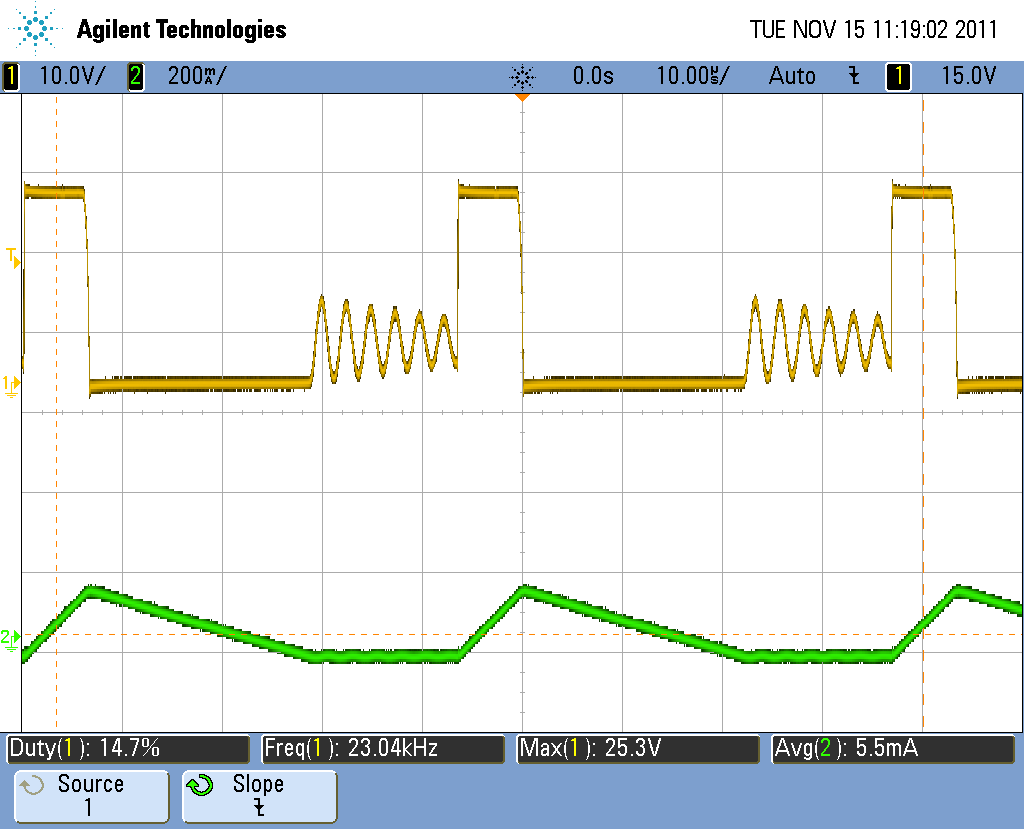 Agilent Technologies TUE NOV 15 11:19:02 2011
1 10.0V/ 2 200mA/ 0.0s 10.00µs/ Auto 1 15.0V
T
1
2
Duty(1): 14.7% Freq(1): 23.04kHz Max(1): 25.3V Avg(2): 5.5mA
Source Slope
1